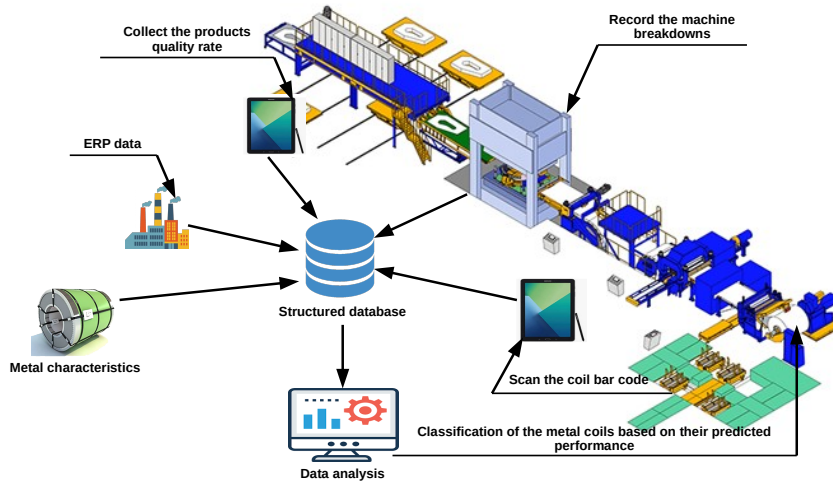 Collect the products
quality rate
Record the machine
breakdowns
ERP data
Structured database
Metal characteristics
Scan the coil bar code
Classification of the metal coils based on their predicted
performance
Data analysis